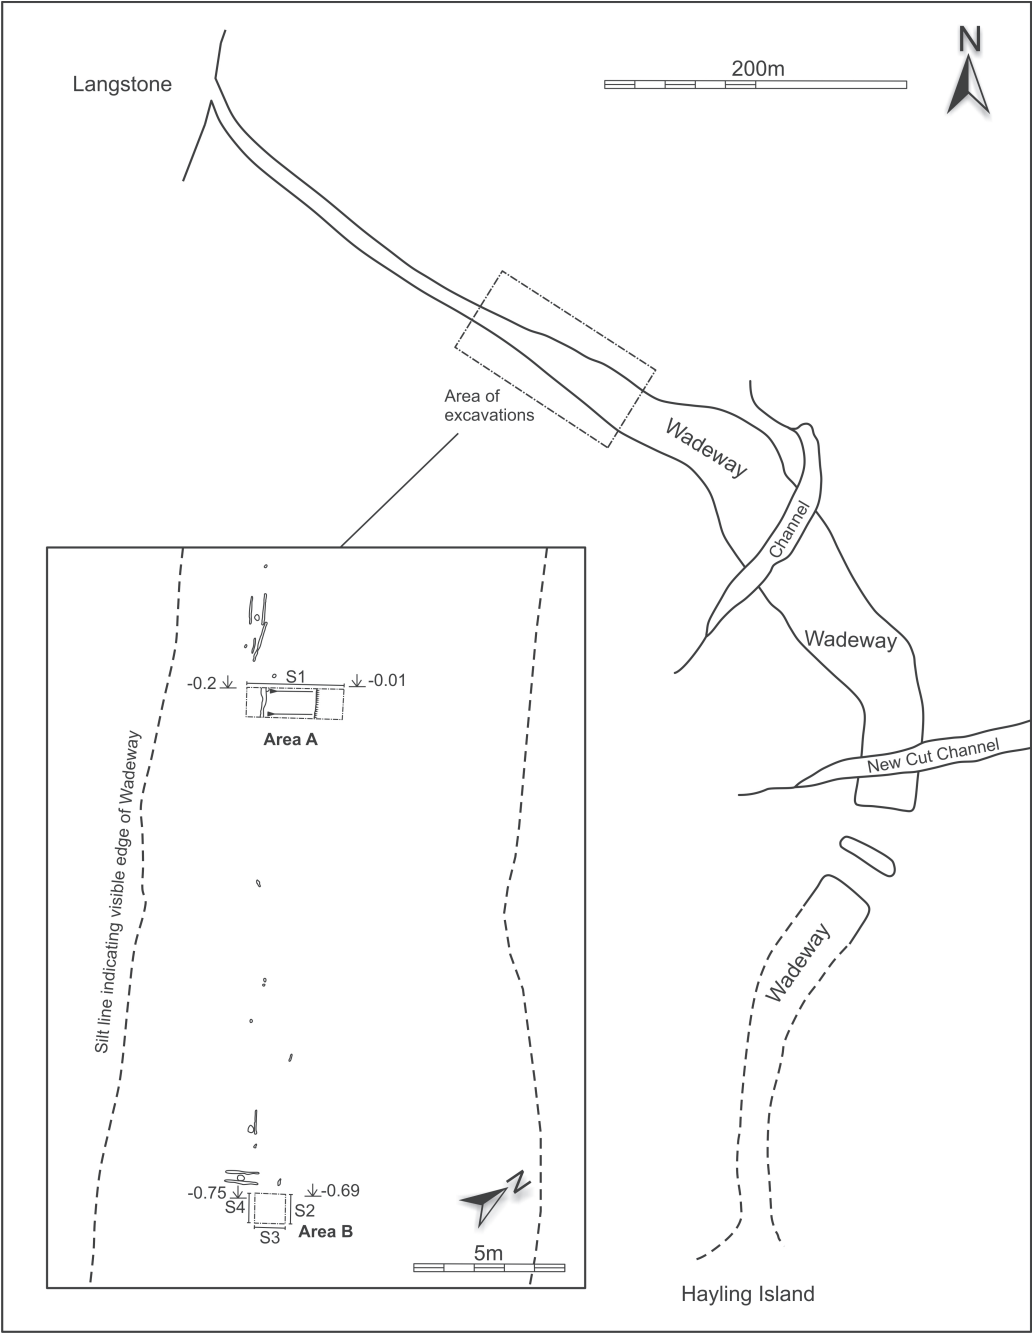 N
200m
Langstone
Area of
excavations
Wadeway
Channel
Wadeway
New Cut Channel
Wadeway
Hayling Island
S1
-0.2
-0.01
Area A
Silt line indicating visible edge of Wadeway
-0.75
-0.69
S4
S2
S3
Area B
N
5m